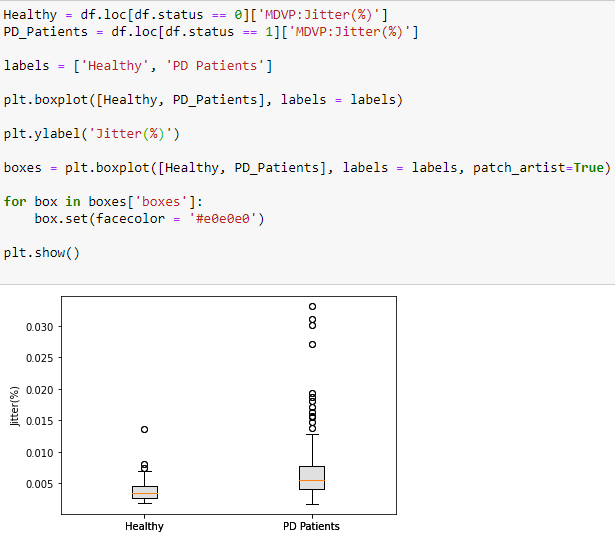 Healthy = df.loc[df.status == 0]['MDVP:Jitter(%)']
PD_Patients = df.loc[df.status == 1]['MDVP:Jitter(%)']
labels = ['Healthy', 'PD Patients']
plt.boxplot([Healthy, PD_Patients], labels = labels)
plt.ylabel('Jitter(%)')
boxes = plt.boxplot([Healthy, PD_Patients], labels = labels, patch_artist=True)
for box in boxes['boxes']:
    box.set(facecolor = '#e0e0e0')
plt.show()
0.030
0.025
0.020
0.015
0.010
0.005
Jitter(%)
Healthy PD Patients